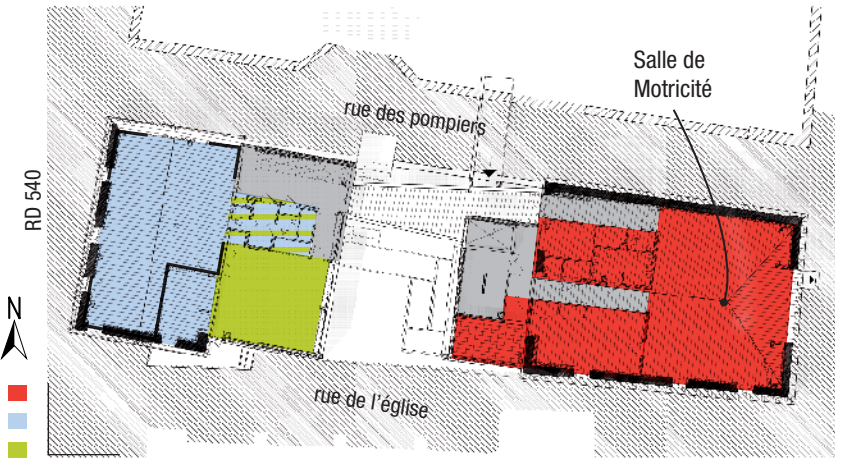 Salle de
Motricité
rue des pompiers
RD 540
N
rue de l'église